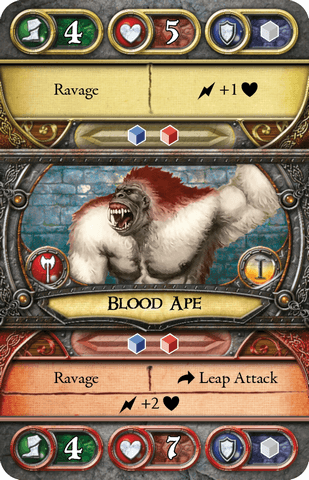 4 5
Ravage +1
I
BLOOD APE
Ravage Leap Attack
+2
4 7